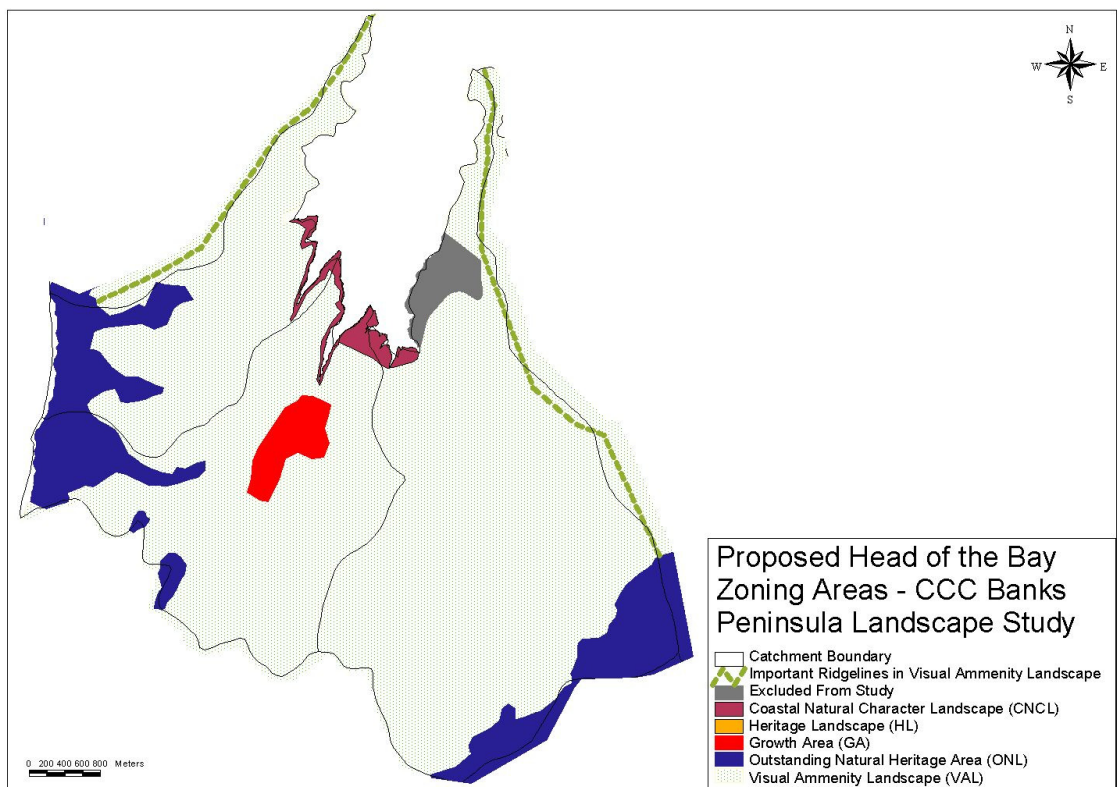 N
W E
S
Proposed Head of the Bay
Zoning Areas - CCC Banks
Peninsula Landscape Study
Catchment Boundary
Important Ridgelines in Visual Ammenity Landscape
Excluded From Study
Coastal Natural Character Landscape (CNCL)
Heritage Landscape (HL)
Growth Area (GA)
Outstanding Natural Heritage Area (ONL)
Visual Ammenity Landscape (VAL)
0 200 400 600 800 Meters